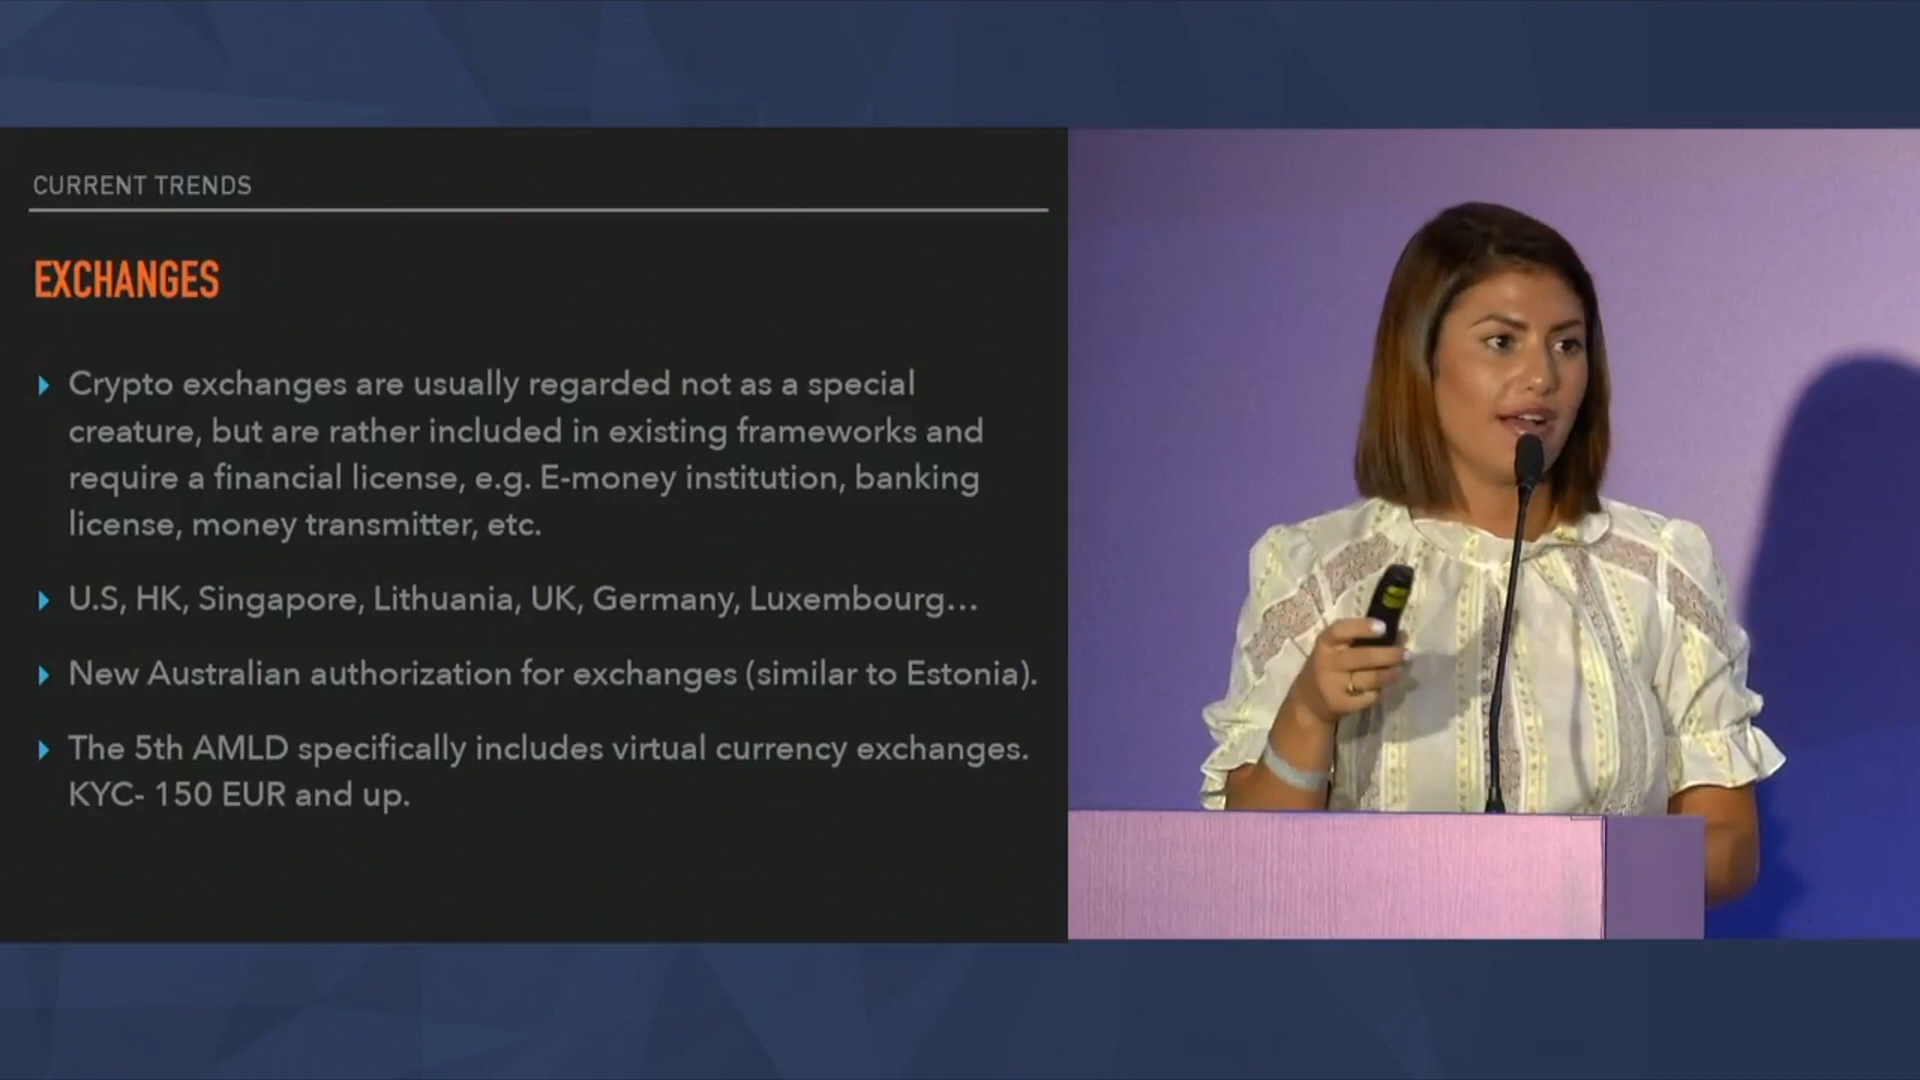 CURRENT TRENDS
EXCHANGES
Crypto exchanges are usually regarded not as a special
creature, but are rather included in existing frameworks and
require a financial license, e.g. E-money institution, banking
license, money transmitter, etc.
U.S, HK, Singapore, Lithuania, UK, Germany, Luxembourg...
New Australian authorization for exchanges (similar to Estonia).
The 5th AMLD specifically includes virtual currency exchanges.
KYC- 150 EUR and up.